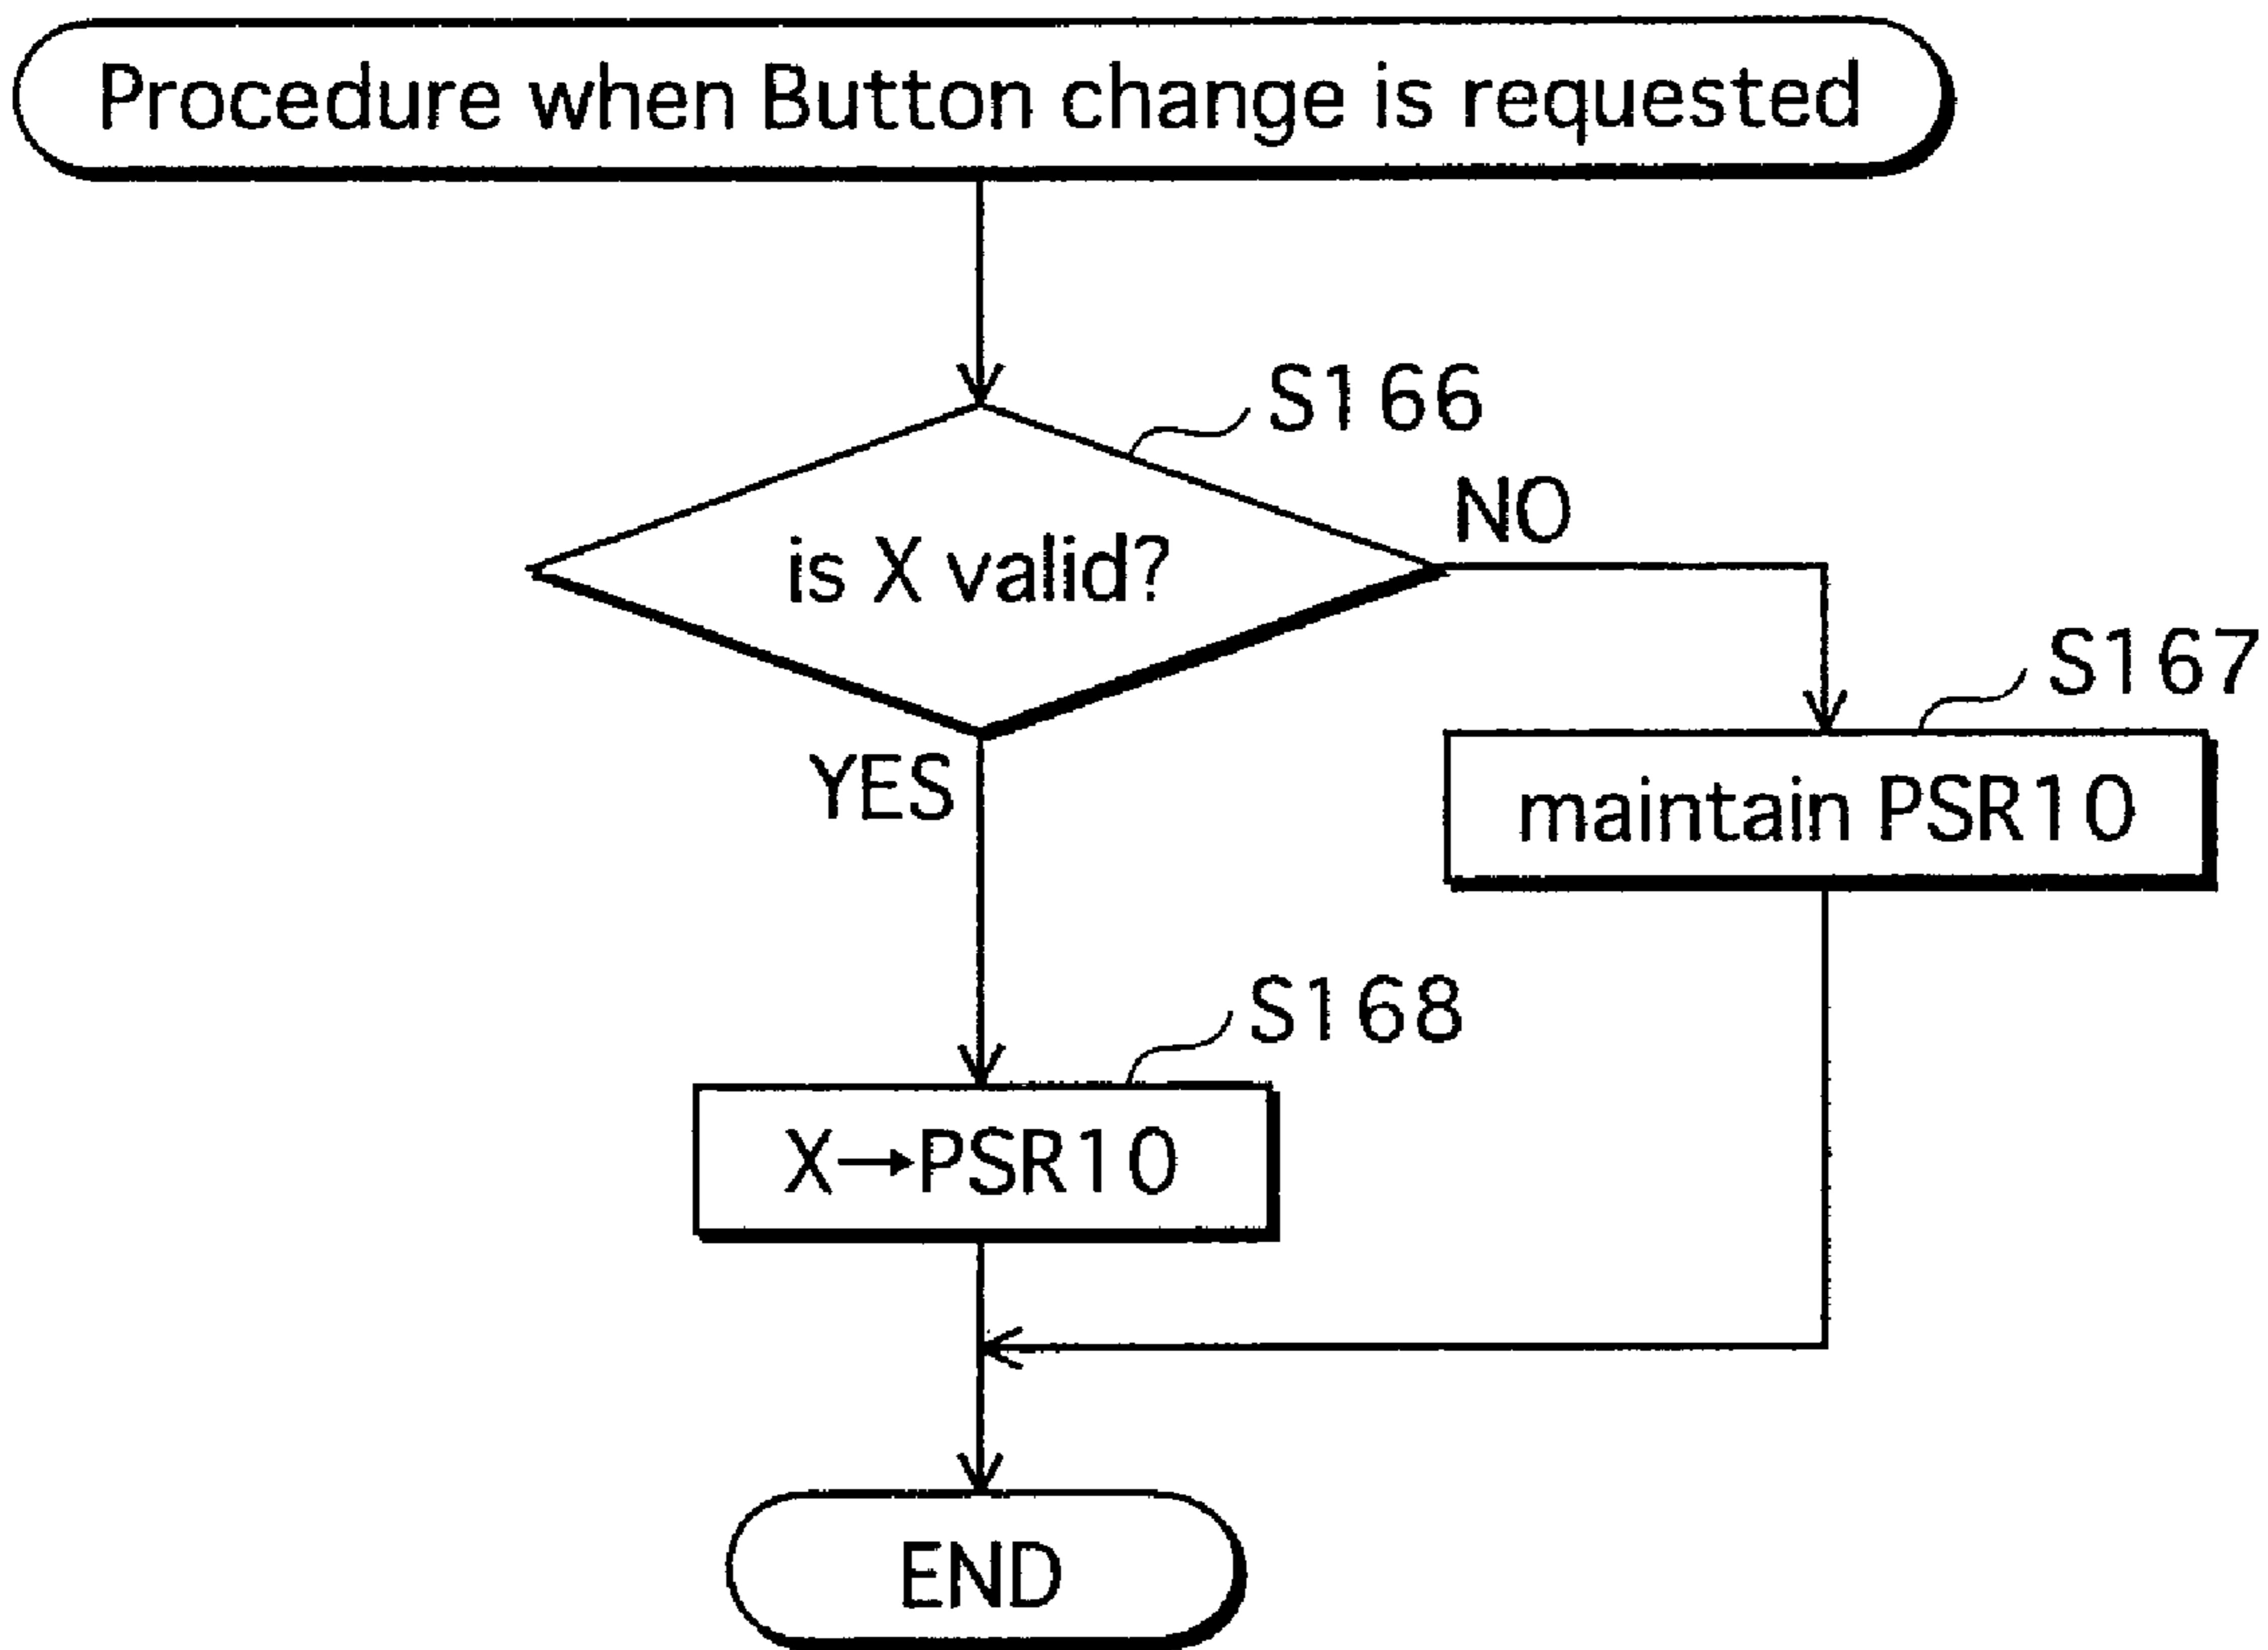 Procedure when Button change is requested
S166
is X valid?
NO
YES
S167
maintain PSR10
S168
X→PSR10
END